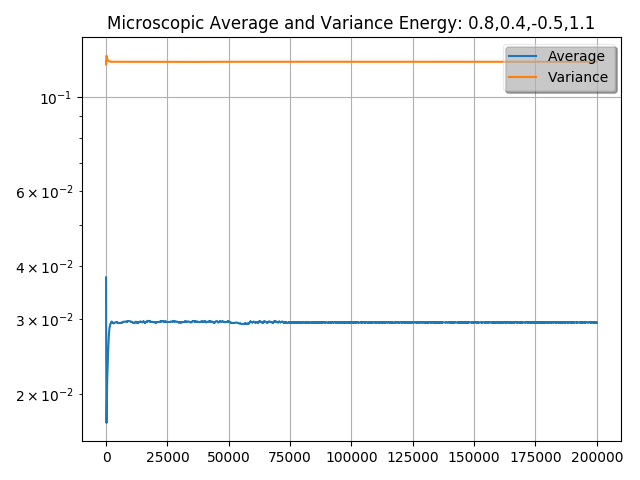 Microscopic Average and Variance Energy: 0.8,0.4,-0.5,1.1
Average
Variance
10⁻¹
6 × 10⁻²
4 × 10⁻²
3 × 10⁻²
2 × 10⁻²
0 25000 50000 75000 100000 125000 150000 175000 200000